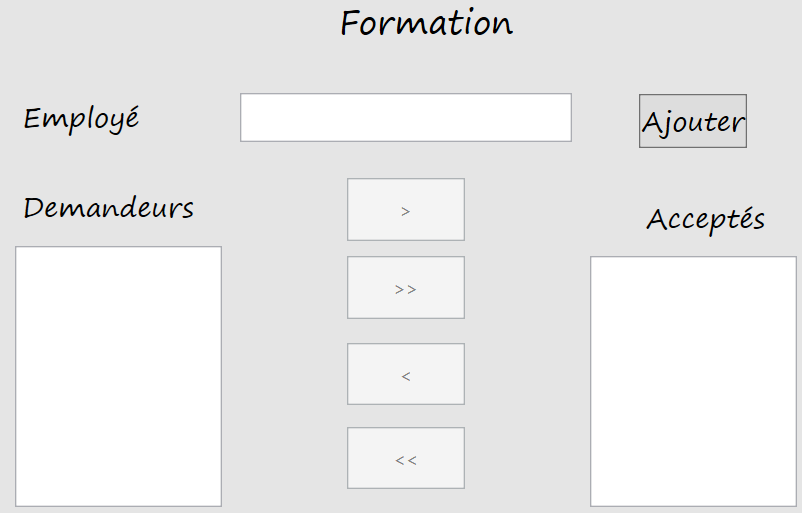 Formation
Employé
Ajouter
Demandeurs
>
Acceptés
>>
<
<<